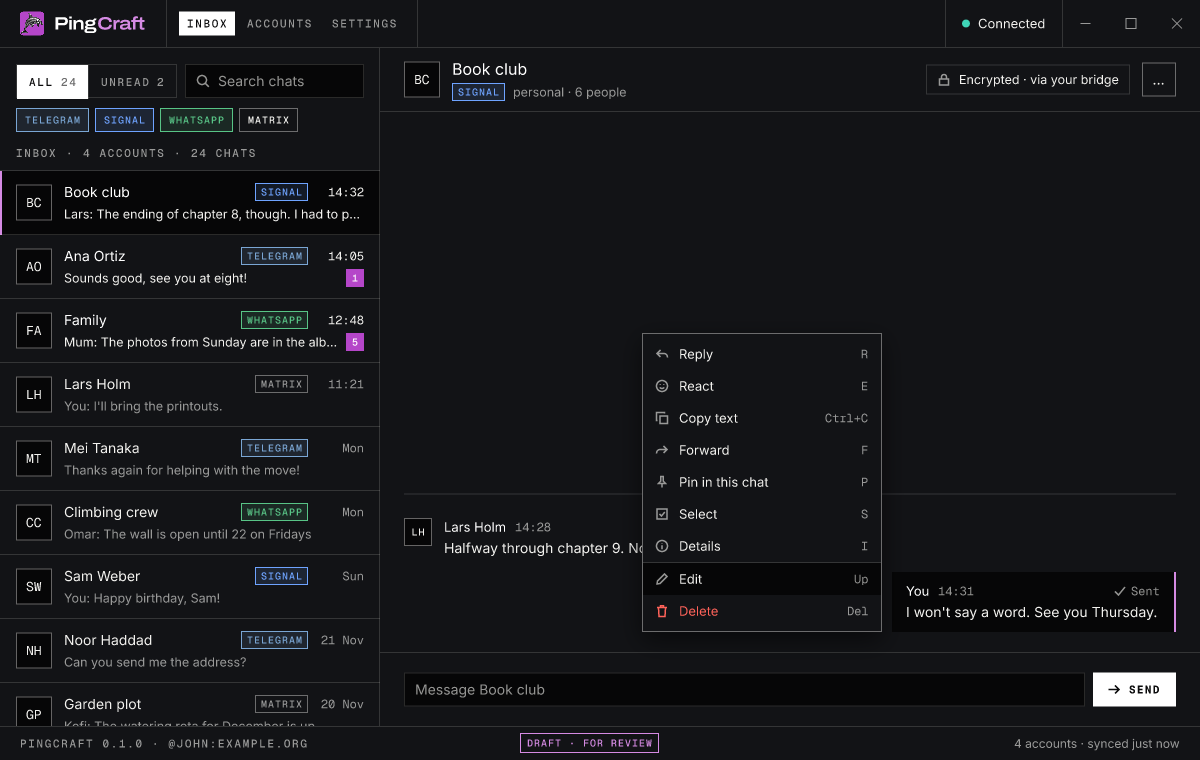 PingCraft
INBOX ACCOUNTS SETTINGS
Connected
ALL 24 UNREAD 2 Search chats
TELEGRAM SIGNAL WHATSAPP MATRIX
INBOX · 4 ACCOUNTS · 24 CHATS
BC Book club SIGNAL 14:32
Lars: The ending of chapter 8, though. I had to p...
AO Ana Ortiz TELEGRAM 14:05
Sounds good, see you at eight! 1
FA Family WHATSAPP 12:48
Mum: The photos from Sunday are in the alb... 5
LH Lars Holm MATRIX 11:21
You: I'll bring the printouts.
MT Mei Tanaka TELEGRAM Mon
Thanks again for helping with the move!
CC Climbing crew WHATSAPP Mon
Omar: The wall is open until 22 on Fridays
SW Sam Weber SIGNAL Sun
You: Happy birthday, Sam!
NH Noor Haddad TELEGRAM 21 Nov
Can you send me the address?
GP Garden plot MATRIX 20 Nov
Kofi: The watering rota for December is up
BC Book club
SIGNAL personal · 6 people
Encrypted · via your bridge ...
Reply R
React E
Copy text Ctrl+C
Forward F
Pin in this chat P
Select S
Details I
Edit Up
Delete Del
LH Lars Holm 14:28
Halfway through chapter 9.
You 14:31 Sent
I won't say a word. See you Thursday.
Message Book club SEND
PINGCRAFT 0.1.0 · @JOHN:EXAMPLE.ORG
DRAFT · FOR REVIEW
4 accounts · synced just now